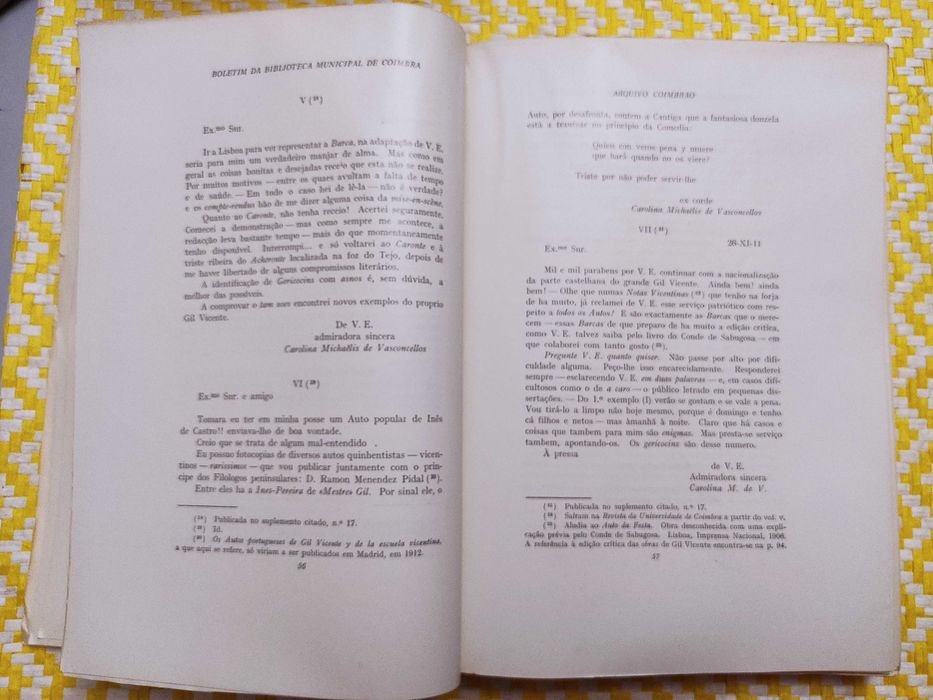 BOLETIM DA BIBLIOTECA MUNICIPAL DE COIMBRA
V (²⁸)
Ex.ᵐᵒ Snr.
Ir a Lisboa para ver representar a Barca, na adaptação de V. E.
seria para mim um verdadeiro manjar de alma. Mas como em
geral as coisas bonitas e desejadas receio que esta não se realize.
Por muitos motivos — entre os quaes avultam a falta de tempo
e de saúde. — Em todo o caso hei de lê-la — não é verdade?
e os compte-rendus hão de me dizer alguma coisa da mise-en-scène.
Quanto ao Caronte, não tenha receio! Acertei seguramente.
Comecei a demonstração — mas como sempre me acontece, a
redacção leva bastante tempo — mais do que momentaneamente
tenho disponivel. Interrompi... e só voltarei ao Caronte e à
triste ribeira do Ackeronte localizada na foz do Tejo, depois de
me haver libertado de alguns compromissos literários.
A identificação de Gericocins com asnos é, sem dúvida, a
melhor das possíveis.
A comprovar o tam soes encontrei novos exemplos do proprio
Gil Vicente.
De V. E.
admiradora sincera
Carolina Michaëlis de Vasconcellos
VI (²⁹)
Ex.ᵐᵒ Snr. e amigo
Tomara eu ter em minha posse um Auto popular de Inês
de Castro!! enviava-lho de boa vontade.
Creio que se trata de algum mal-entendido .
Eu possuo fotocopias de diversos autos quinhentistas — vicen-
tinos — rarissimos — que vou publicar juntamente com o prin-
cipe dos Filologos peninsulares: D. Ramon Menendez Pidal (³⁰).
Entre eles ha a Ines-Pereira de «Mestre» Gil. Por sinal ele, o
(²⁸) Publicada no suplemento citado, n.º 17.
(²⁹) Id.
(³⁰) Os Autos portugueses de Gil Vicente y de la escuela vicentina,
a que aqui se refere, só viriam a ser publicados em Madrid, em 1912.
56
ARQUIVO COIMBRÃO
Auto, por desafronta, contem a Cantiga que a fantasiosa donzela
está a trautear no principio da Comedia:
Quien con veros pena y muere
que hará quando no os viere?
Triste por não poder servir-lhe
ex corde
Carolina Michaëlis de Vasconcellos
VII (³¹)
26-XI-11
Ex.ᵐᵒ Snr.
Mil e mil parabens por V. E. continuar com a nacionalização
da parte castelhana do grande Gil Vicente. Ainda bem! ainda
bem! — Olhe que numas Notas Vicentinas (³²) que tenho na forja
de ha muito, já reclamei de V. E. esse serviço patriótico com res-
peito a todos os Autos! E são exactamente as Barcas que o mere-
cem — essas Barcas de que preparo de ha muito a edição critica,
como V. E. talvez saiba pelo livro do Conde de Sabugosa — em
que colaborei com tanto gosto (³³).
Pregunte V. E. quanto quiser. Não passe por alto por difi-
culdade alguma. Peço-lhe isso encarecidamente. Responderei
sempre — esclarecendo V. E. em duas palavras — e, em casos difi-
cultosos como o de a caro — o público letrado em pequenas dis-
sertações. — Do 1.º exemplo (I) verão se gostam e se vale a pena.
Vou tirá-lo a limpo não hoje mesmo, porque é domingo e tenho
cá filhos e netos — mas àmanhã à noite. Claro que há casos e
coisas que tambem para mim são enigmas. Mas presta-se serviço
tambem, apontando-os. Os gericocins são desse numero.
À pressa
de V. E.
Admiradora sincera
Carolina M. de V.
(³¹) Publicada no suplemento citado, n.º 17.
(³²) Saíram na Revista da Universidade de Coimbra a partir do vol. v.
(³³) Aludia ao Auto da Festa. Obra desconhecida com uma expli-
cação prévia pelo Conde de Sabugosa. Lisboa, Imprensa Nacional, 1906.
A referência à edição crítica das obras de Gil Vicente encontra-se na p. 94.
57